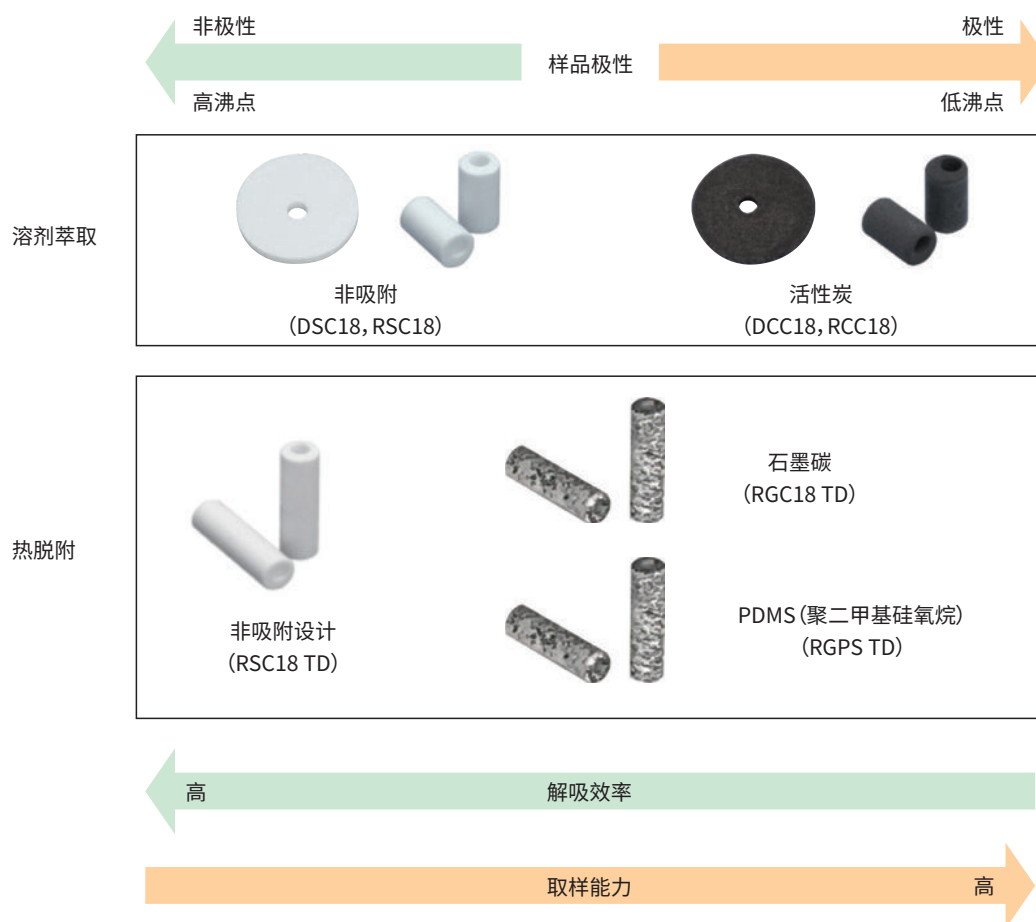 非极性
极性
样品极性
高沸点
低沸点
溶剂萃取
非吸附
(DSC18, RSC18)
活性炭
(DCC18, RCC18)
热脱附
石墨碳
(RGC18 TD)
非吸附设计
(RSC18 TD)
PDMS (聚二甲基硅氧烷)
(RGPS TD)
高
解吸效率
取样能力
高